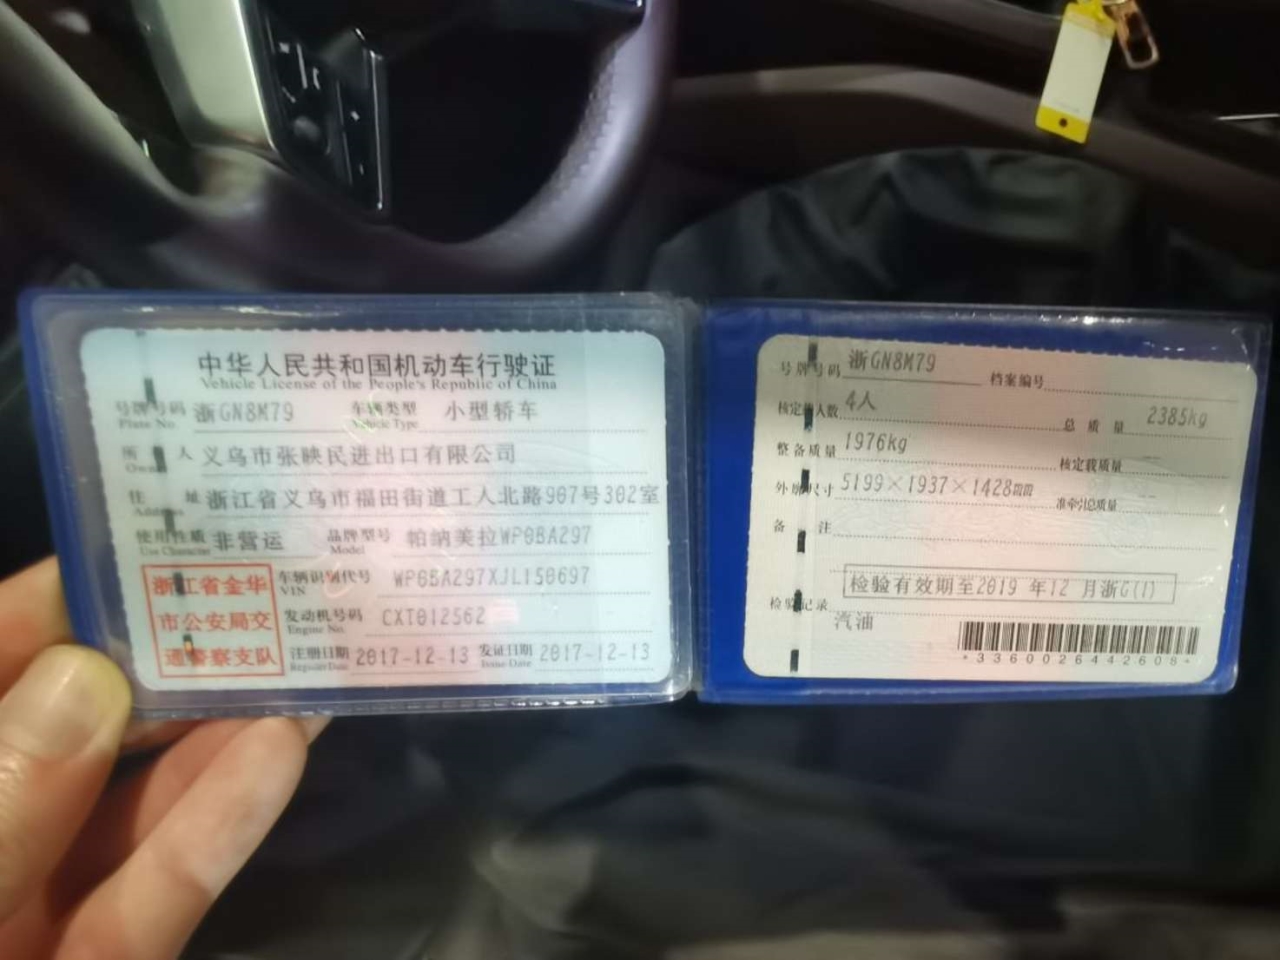 中华人民共和国机动车行驶证
Vehicle License of the People's Republic of China
号牌号码 浙GN8M79 车辆类型 小型轿车
Plate No. Vehicle Type
所有人 义乌市张映民进出口有限公司
Owner
住址 浙江省义乌市福田街道工人北路907号302室
Address
使用性质 非营运 品牌型号 帕纳美拉WP0BA297
Use Character Model
浙江省金华
市公安局交
通警察支队
车辆识别代号 WP0BA297XJL150697
VIN
发动机号码 CXT012562
Engine No.
注册日期 2017-12-13 发证日期 2017-12-13
Register Date Issue Date
号牌号码 浙GN8M79 档案编号
核定载人数 4人 总质量 2385kg
整备质量 1976kg 核定载质量
外廓尺寸 5199×1937×1428㎜ 准牵引总质量
备注
检验有效期至2019 年12 月浙G(1)
检验记录
汽油
*3360026442608*